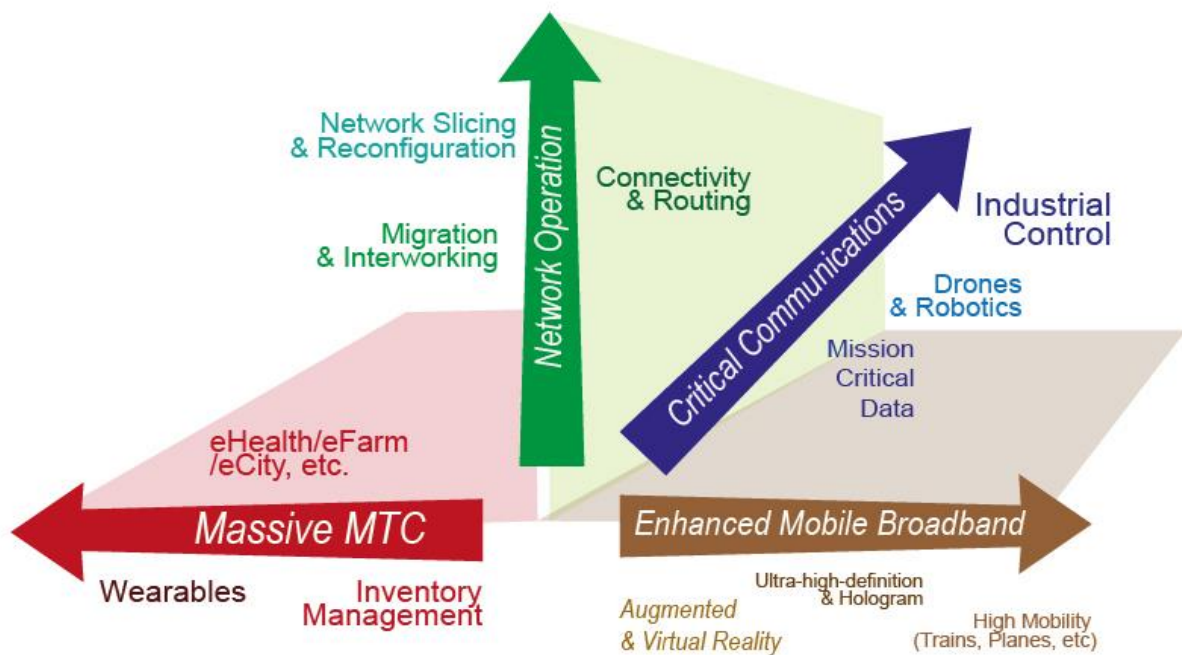 Network Slicing
& Reconfiguration
Migration
& Interworking
Network Operation
Connectivity
& Routing
Critical Communications
Industrial
Control
Drones
& Robotics
Mission
Critical
Data
eHealth/eFarm
/eCity, etc.
Massive MTC
Wearables
Inventory
Management
Enhanced Mobile Broadband
Ultra-high-definition
& Hologram
Augmented
& Virtual Reality
High Mobility
(Trains, Planes, etc)